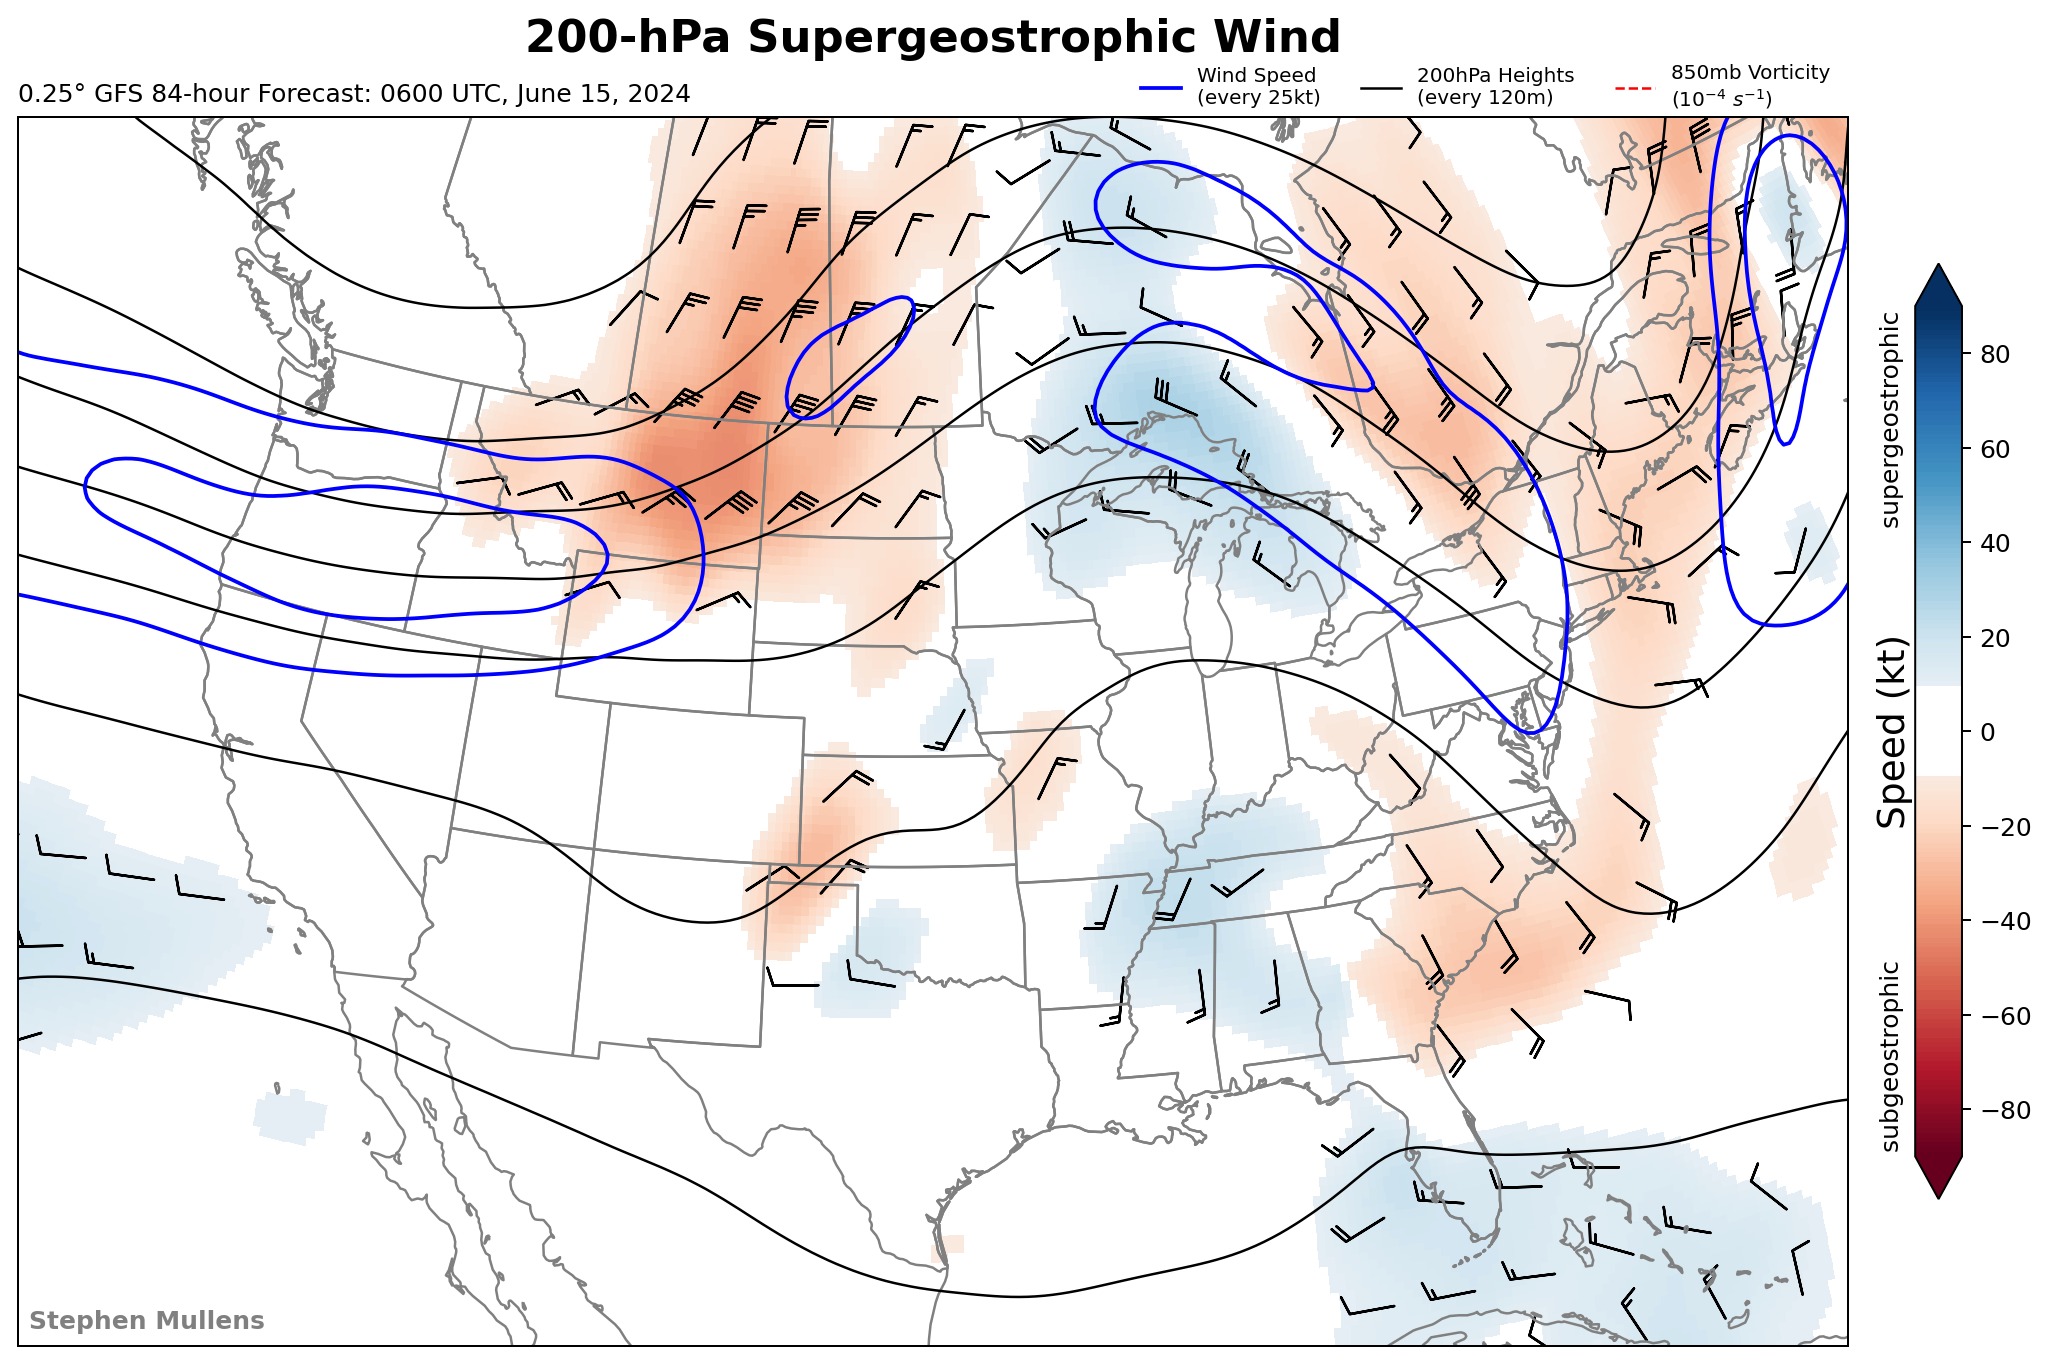 200-hPa Supergeostrophic Wind
0.25° GFS 84-hour Forecast: 0600 UTC, June 15, 2024
Wind Speed
(every 25kt)
200hPa Heights
(every 120m)
850mb Vorticity
(10⁻⁴ s⁻¹)
supergeostrophic
subgeostrophic
Speed (kt)
80
60
40
20
0
−20
−40
−60
−80
Stephen Mullens